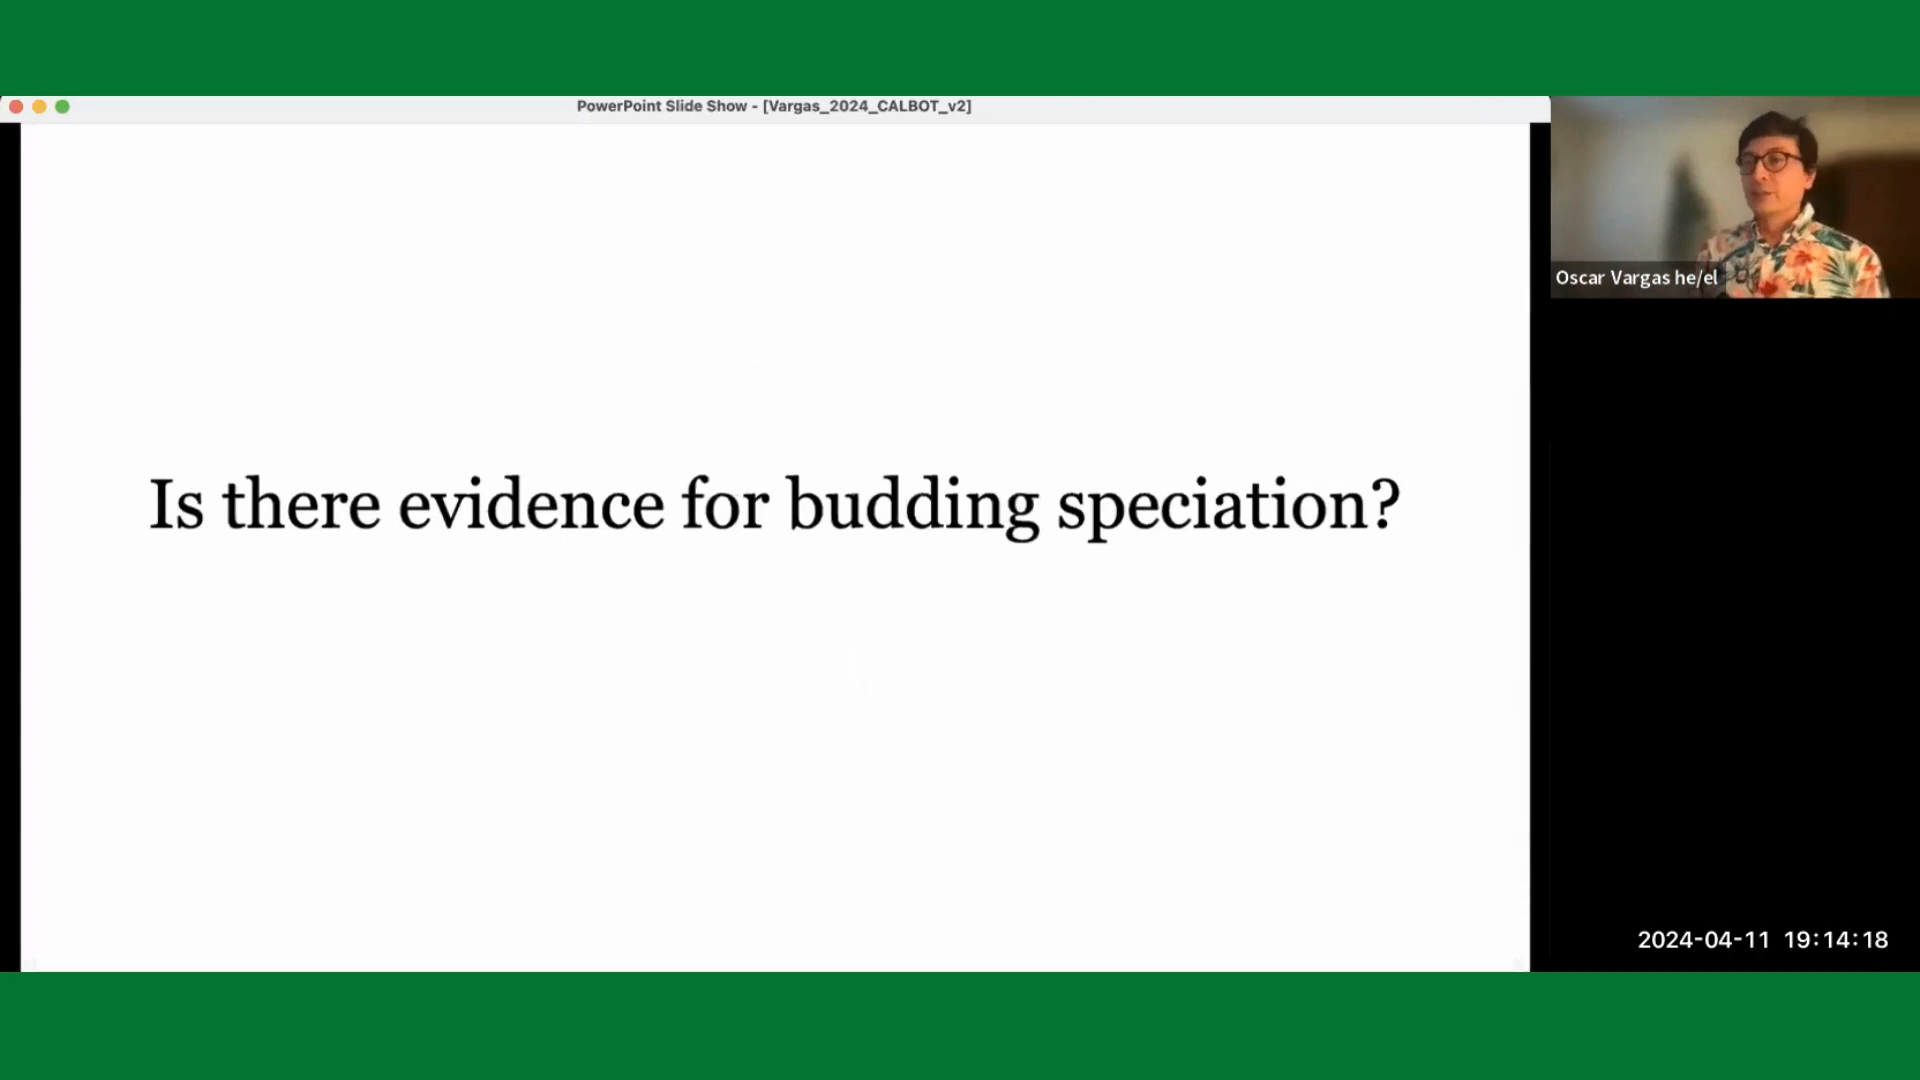 PowerPoint Slide Show - [Vargas_2024_CALBOT_v2]
Is there evidence for budding speciation?
Oscar Vargas he/el
2024-04-11 19:14:18